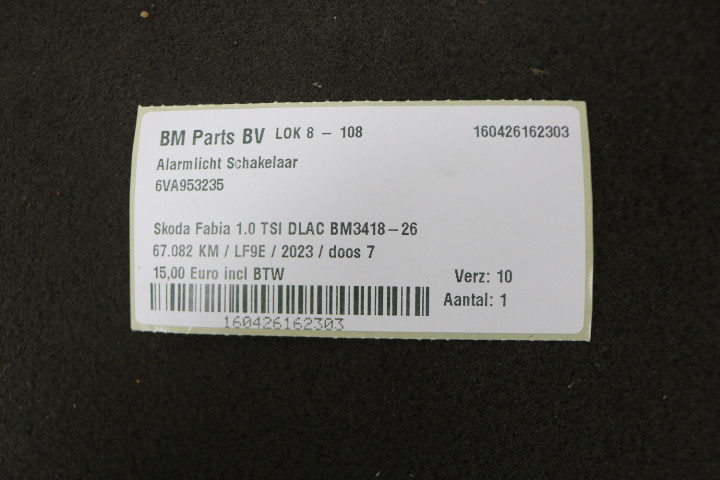 BM Parts BV LOK 8 - 108 160426162303
Alarmlicht Schakelaar
6VA953235
Skoda Fabia 1.0 TSI DLAC BM3418-26
67.082 KM / LF9E / 2023 / doos 7
15,00 Euro incl BTW Verz: 10
Aantal: 1
160426162303